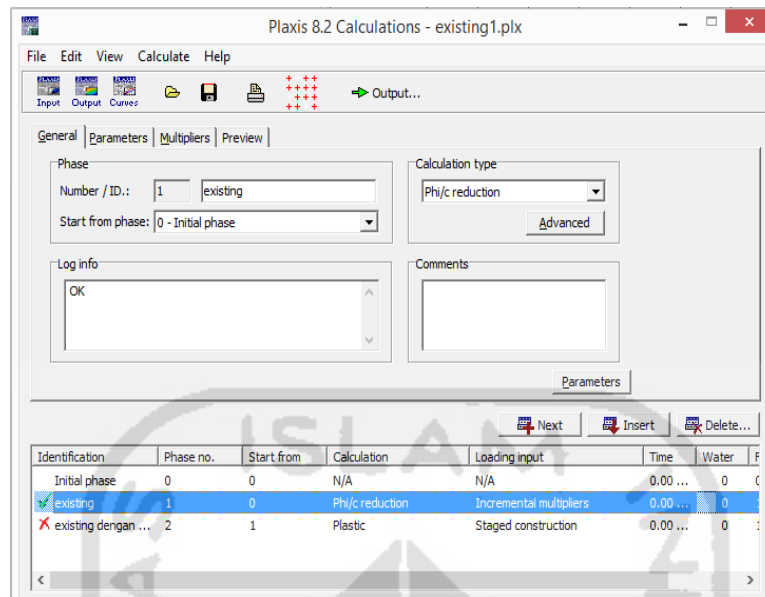 Plaxis 8.2 Calculations - existing1.plx
File Edit View Calculate Help
Input Output Curves Output...
General Parameters Multipliers Preview
Phase
Number / ID.: 1 existing
Start from phase: 0 - Initial phase
Calculation type
Phi/c reduction
Advanced
Log info
OK
Comments
Parameters
Next Insert Delete...
Identification Phase no. Start from Calculation Loading input Time Water F
Initial phase 0 0 N/A N/A 0.00 ... 0
existing 1 0 Phi/c reduction Incremental multipliers 0.00 ... 0
existing dengan ... 2 1 Plastic Staged construction 0.00 ... 0
ISLAM